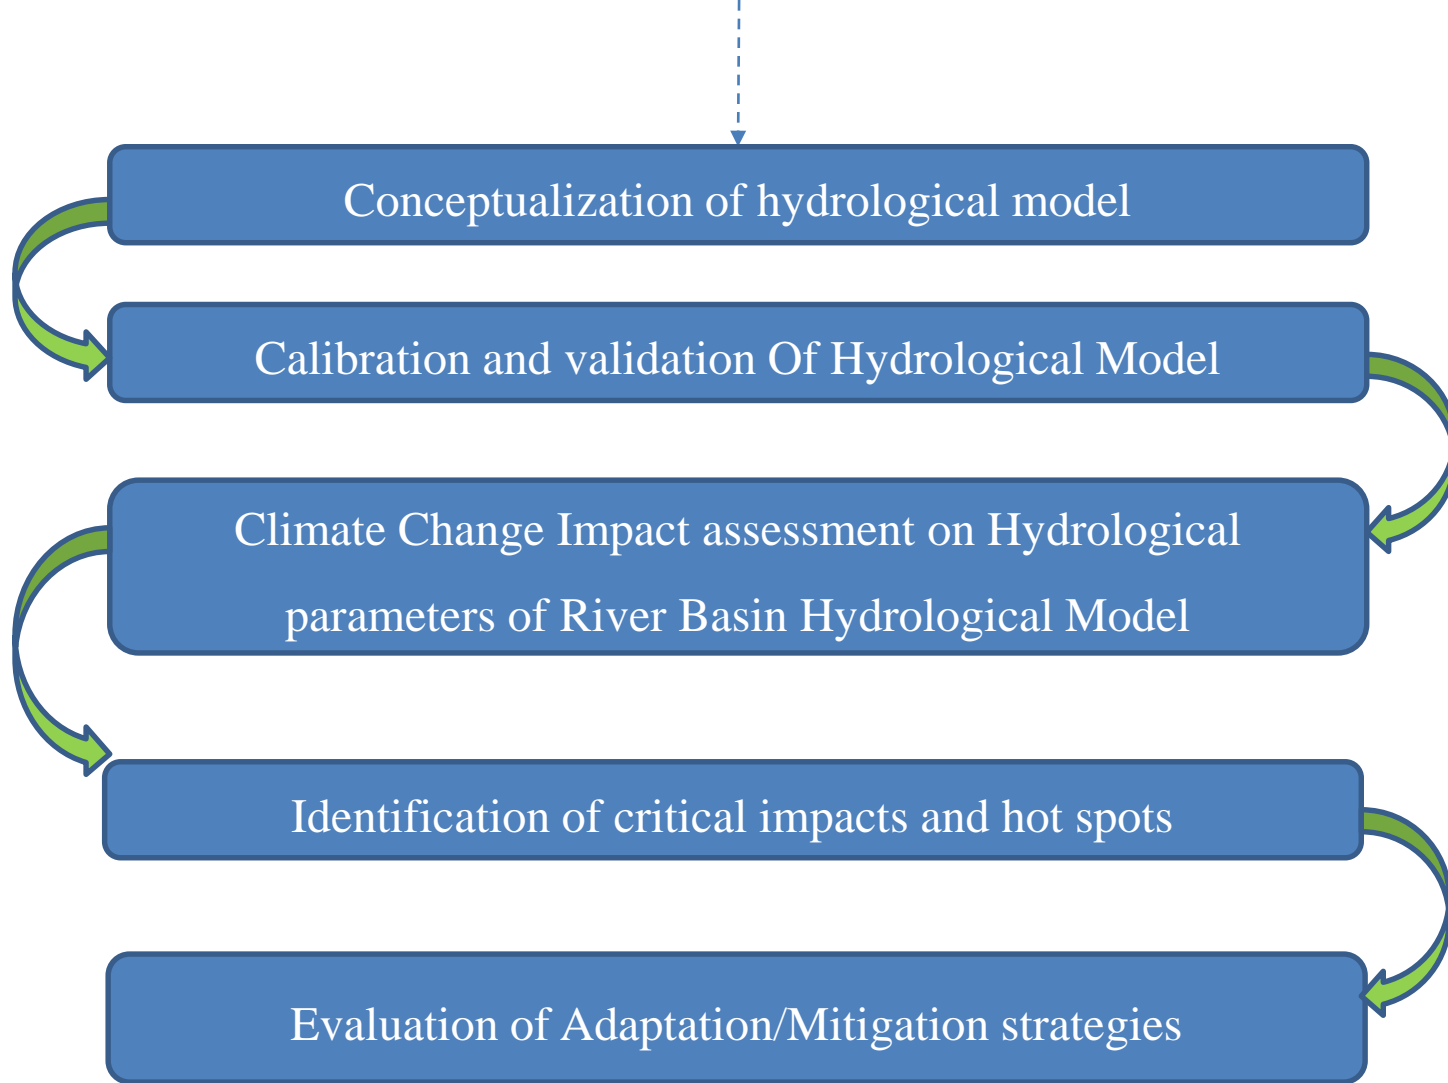 Conceptualization of hydrological model
Calibration and validation Of Hydrological Model
Climate Change Impact assessment on Hydrological
parameters of River Basin Hydrological Model
Identification of critical impacts and hot spots
Evaluation of Adaptation/Mitigation strategies